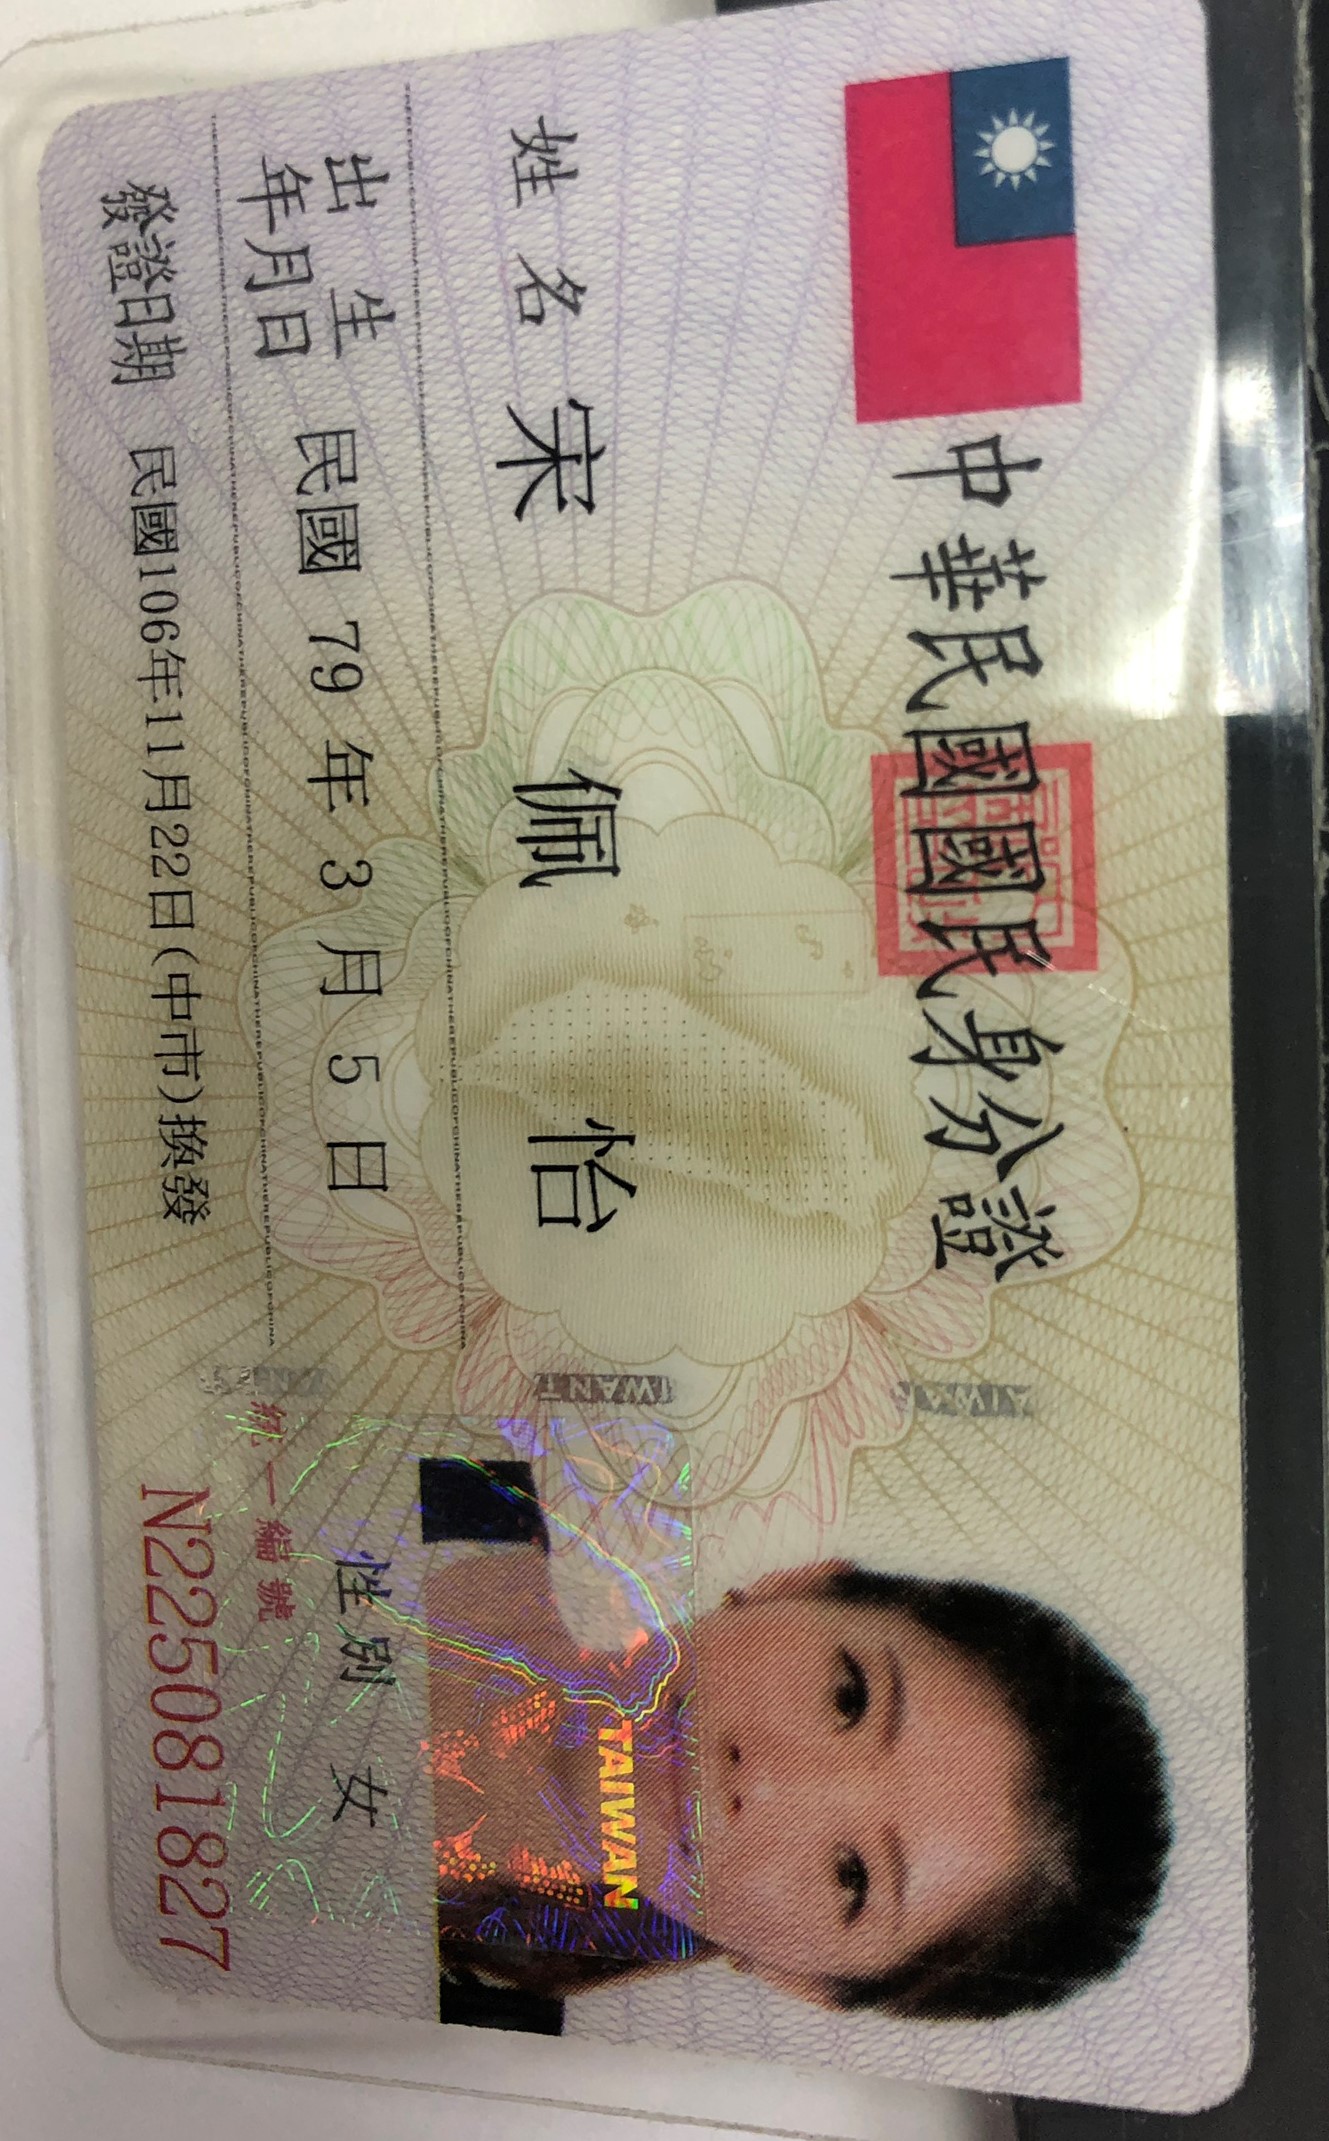 中華民國國民身分證
姓名 宋佩怡
出生年月日 民國 79 年 3 月 5 日
性別 女
發證日期 民國106年11月22日(中市)換發
統一編號
N225081827
TAIWAN